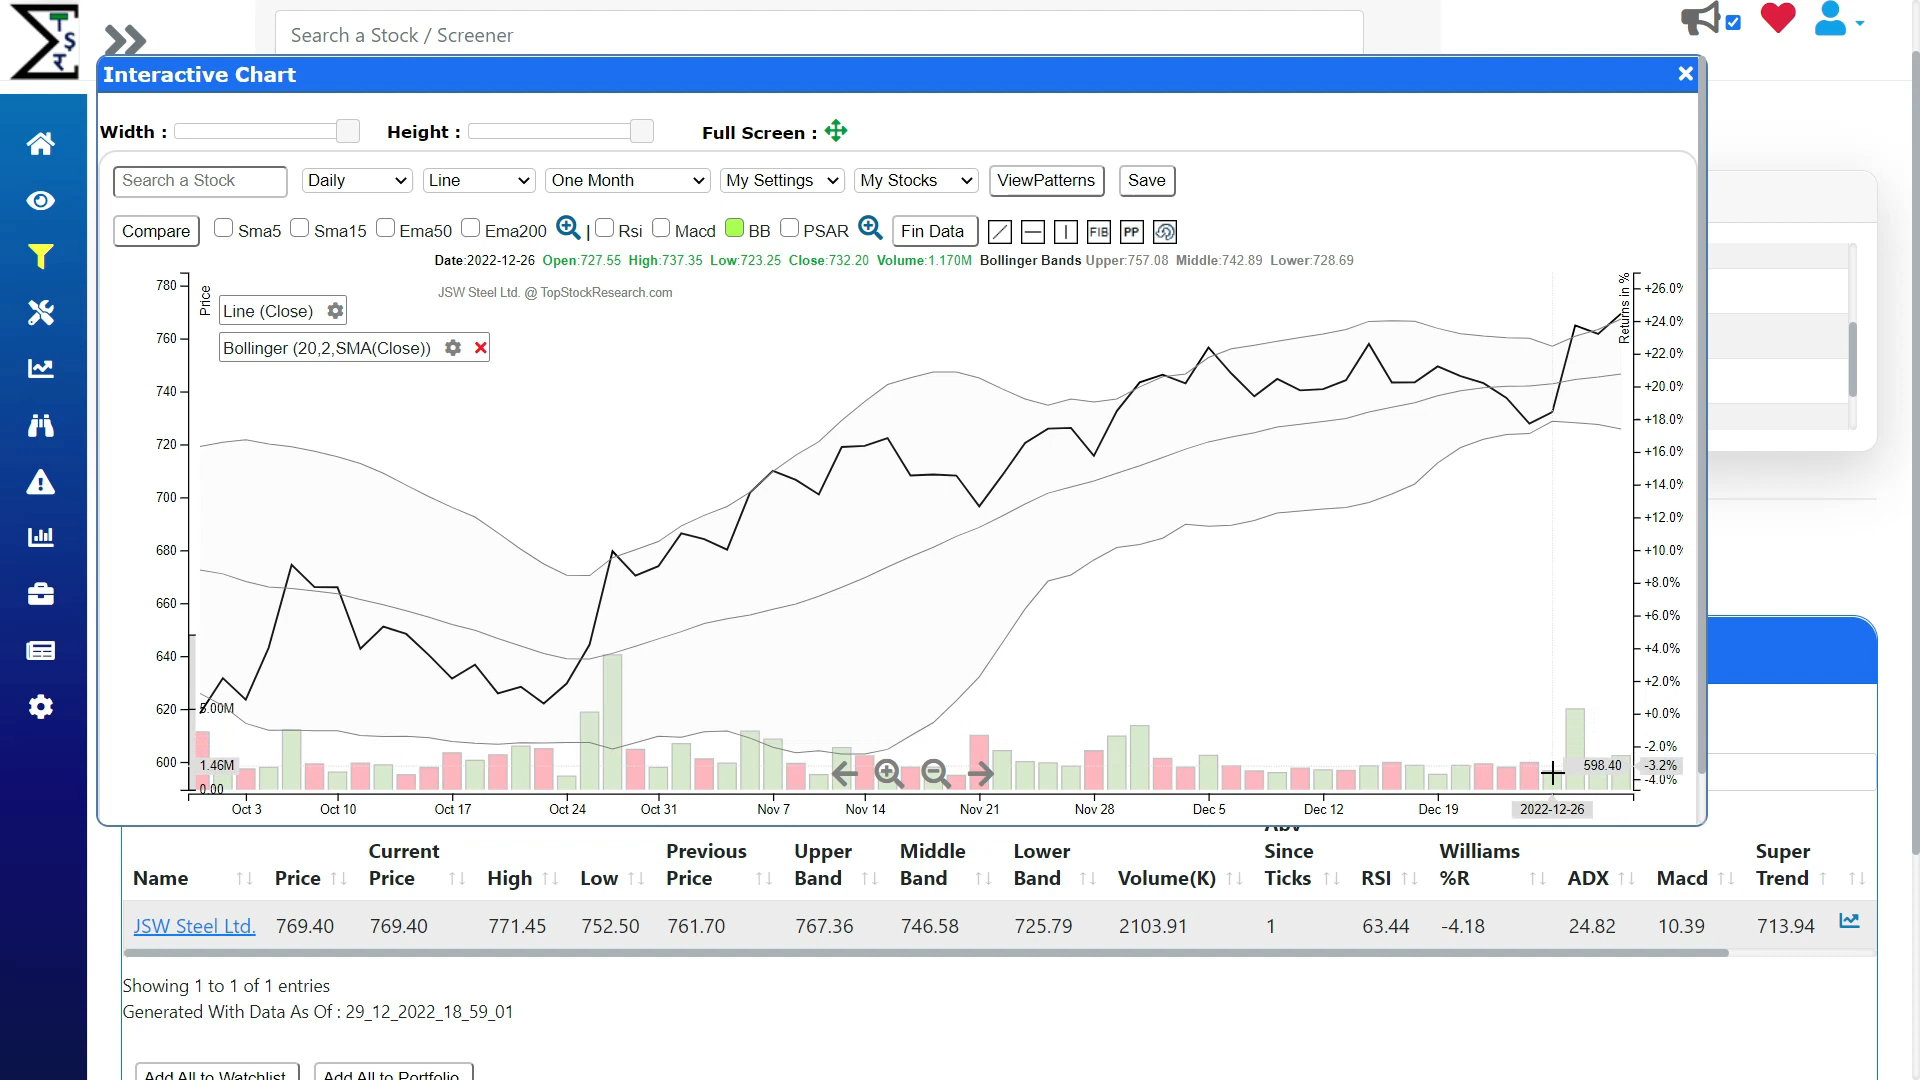 T$₹
Search a Stock / Screener
Interactive Chart
Width :
Height :
Full Screen :
Search a Stock
Daily
Line
One Month
My Settings
My Stocks
ViewPatterns
Save
Compare
Sma5
Sma15
Ema50
Ema200
|
Rsi
Macd
BB
PSAR
Fin Data
FIB
PP
Date:2022-12-26 Open:727.55 High:737.35 Low:723.25 Close:732.20 Volume:1.170M Bollinger Bands Upper:757.08 Middle:742.89 Lower:728.69
JSW Steel Ltd. @ TopStockResearch.com
Price
Line (Close)
Bollinger (20,2,SMA(Close))
Returns in %
780
760
740
720
700
680
660
640
620
600
5.00M
1.46M
0.00
+26.0%
+24.0%
+22.0%
+20.0%
+18.0%
+16.0%
+14.0%
+12.0%
+10.0%
+8.0%
+6.0%
+4.0%
+2.0%
+0.0%
-2.0%
598.40
-3.2%
-4.0%
Oct 3 Oct 10 Oct 17 Oct 24 Oct 31 Nov 7 Nov 14 Nov 21 Nov 28 Dec 5 Dec 12 Dec 19 2022-12-26
Name Price Current Price High Low Previous Price Upper Band Middle Band Lower Band Volume(K) Abv Since Ticks RSI Williams %R ADX Macd Super Trend
JSW Steel Ltd. 769.40 769.40 771.45 752.50 761.70 767.36 746.58 725.79 2103.91 1 63.44 -4.18 24.82 10.39 713.94
Showing 1 to 1 of 1 entries
Generated With Data As Of : 29_12_2022_18_59_01
Add All to Watchlist
Add All to Portfolio